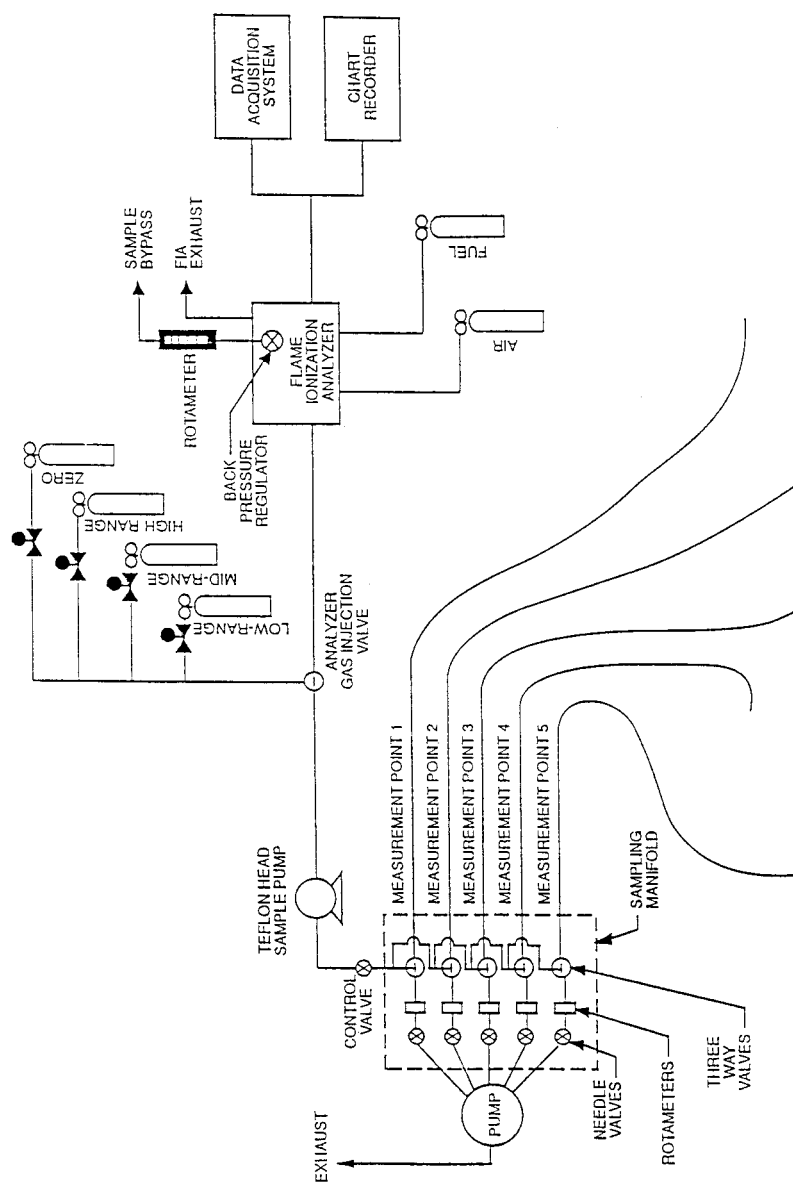 DATA
ACQUISITION
SYSTEM
CHART
RECORDER
SAMPLE
BYPASS
FIA
EXHAUST
ROTAMETER
FLAME
IONIZATION
ANALYZER
BACK
PRESSURE
REGULATOR
FUEL
AIR
ZERO
HIGH RANGE
MID-RANGE
LOW-RANGE
ANALYZER
GAS INJECTION
VALVE
TEFLON HEAD
SAMPLE PUMP
CONTROL
VALVE
MEASUREMENT POINT 1
MEASUREMENT POINT 2
MEASUREMENT POINT 3
MEASUREMENT POINT 4
MEASUREMENT POINT 5
SAMPLING
MANIFOLD
THREE
WAY
VALVES
ROTAMETERS
NEEDLE
VALVES
PUMP
EXHAUST